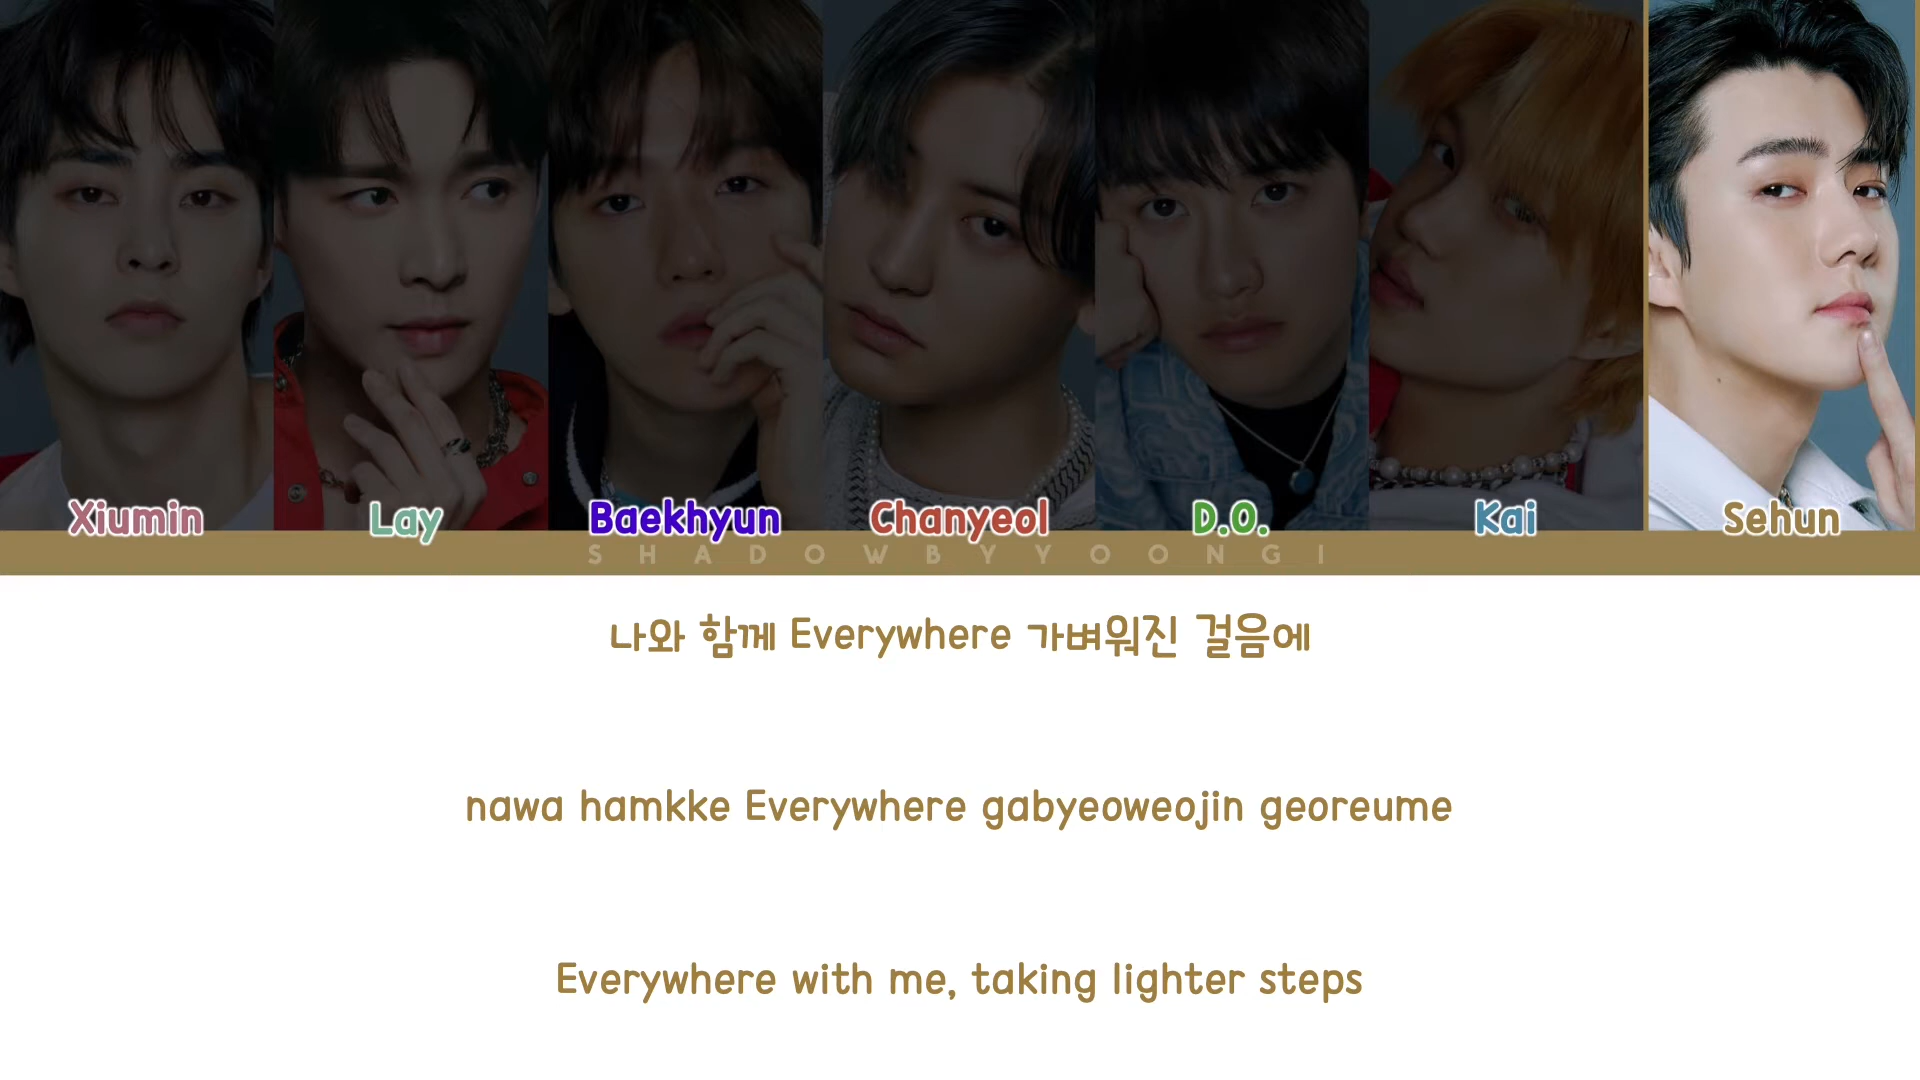 Xiumin Lay Baekhyun Chanyeol D.O. Kai Sehun
SHADOWBYYOONGI
나와 함께 Everywhere 가벼워진 걸음에
nawa hamkke Everywhere gabyeoweojin georeume
Everywhere with me, taking lighter steps